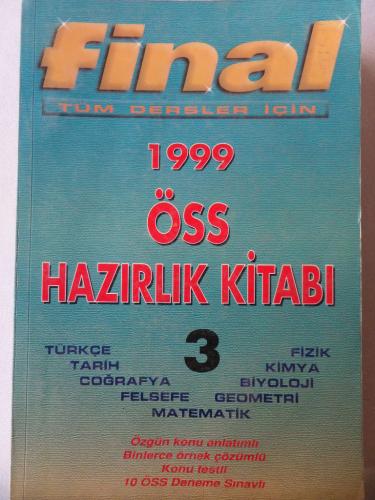 final
TÜM DERSLER İÇİN
1999
ÖSS
HAZIRLIK KİTABI
3
TÜRKÇE FİZİK
TARİH KİMYA
COĞRAFYA BİYOLOJİ
FELSEFE GEOMETRİ
MATEMATİK
Özgün konu anlatımlı
Binlerce örnek çözümlü
Konu testli
10 ÖSS Deneme Sınavlı